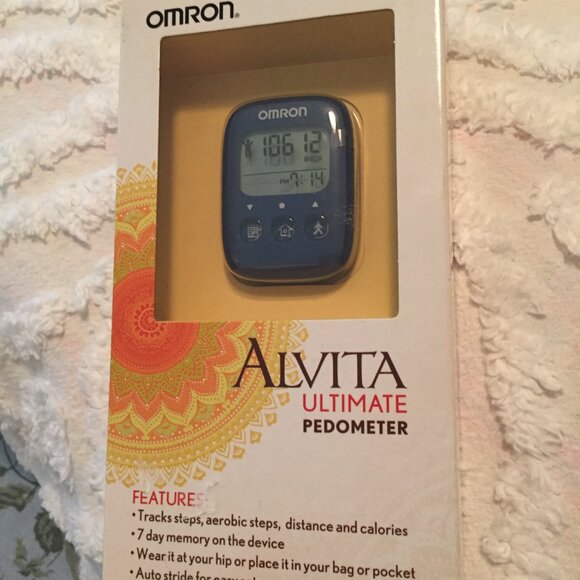 OMRON®
OMRON
10612
steps
PM 7:14
ALVITA
ULTIMATE
PEDOMETER
FEATURES
• Tracks steps, aerobic steps, distance and calories
• 7 day memory on the device
• Wear it at your hip or place it in your bag or pocket
• Auto stride for